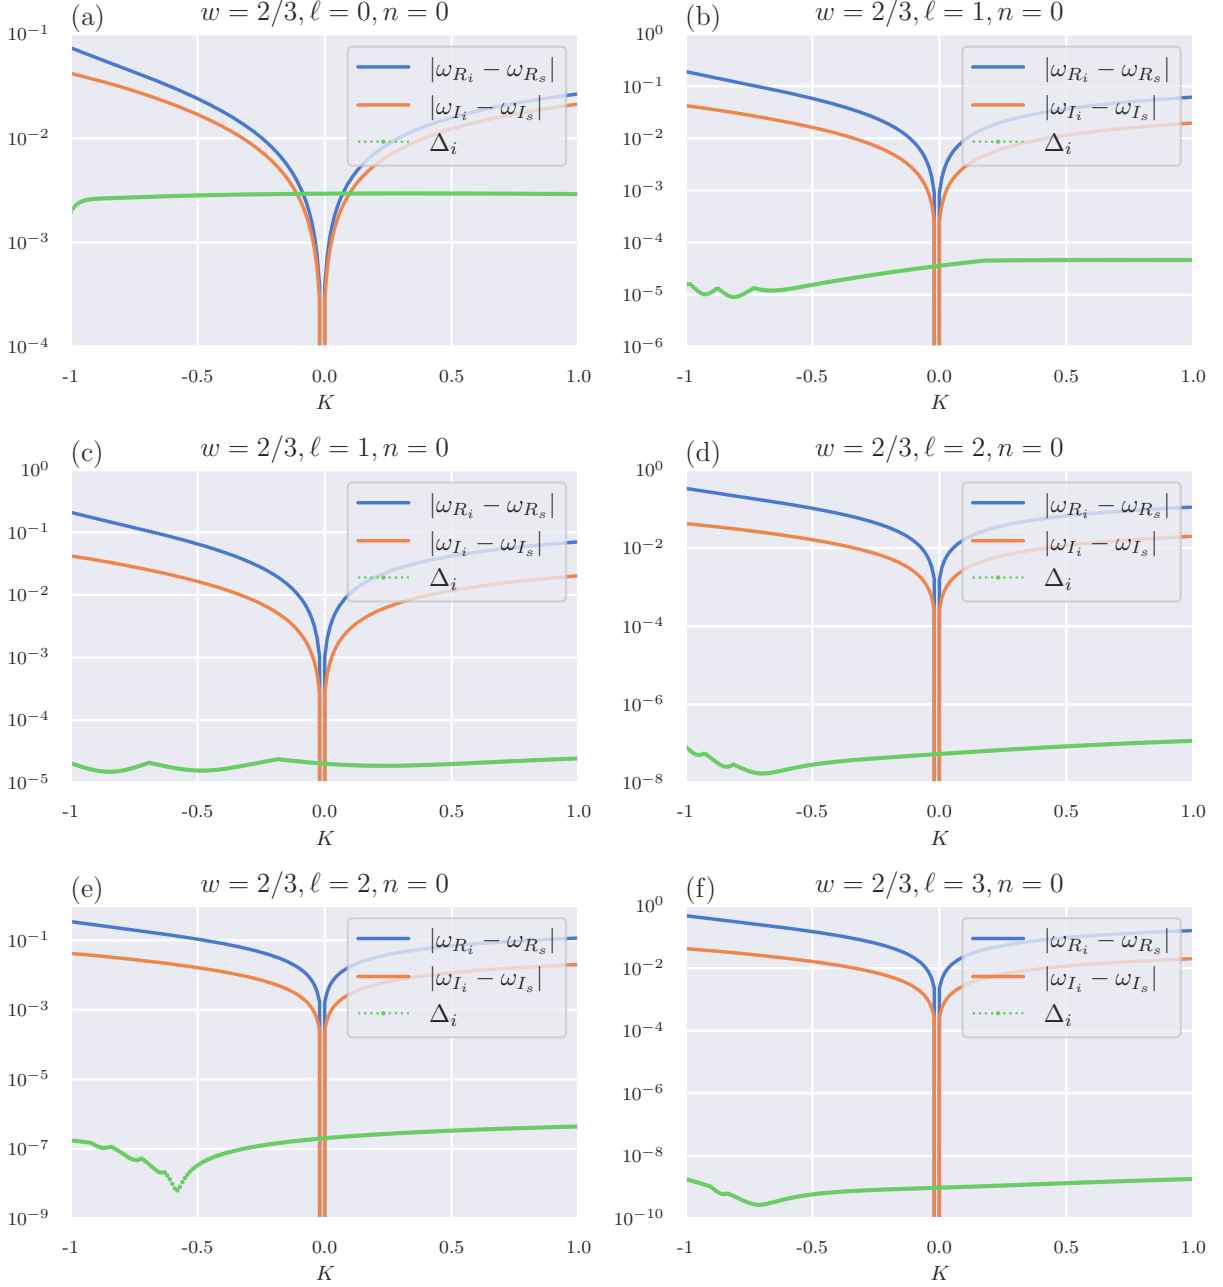 (a) w = 2/3, ℓ = 0, n = 0
10⁻¹
10⁻²
10⁻³
10⁻⁴
|ω_{R_i} − ω_{R_s}|
|ω_{I_i} − ω_{I_s}|
Δ_i
-1 -0.5 0.0 0.5 1.0
K
(b) w = 2/3, ℓ = 1, n = 0
10⁰
10⁻¹
10⁻²
10⁻³
10⁻⁴
10⁻⁵
10⁻⁶
|ω_{R_i} − ω_{R_s}|
|ω_{I_i} − ω_{I_s}|
Δ_i
-1 -0.5 0.0 0.5 1.0
K
(c) w = 2/3, ℓ = 1, n = 0
10⁰
10⁻¹
10⁻²
10⁻³
10⁻⁴
10⁻⁵
|ω_{R_i} − ω_{R_s}|
|ω_{I_i} − ω_{I_s}|
Δ_i
-1 -0.5 0.0 0.5 1.0
K
(d) w = 2/3, ℓ = 2, n = 0
10⁰
10⁻²
10⁻⁴
10⁻⁶
10⁻⁸
|ω_{R_i} − ω_{R_s}|
|ω_{I_i} − ω_{I_s}|
Δ_i
-1 -0.5 0.0 0.5 1.0
K
(e) w = 2/3, ℓ = 2, n = 0
10⁻¹
10⁻³
10⁻⁵
10⁻⁷
10⁻⁹
|ω_{R_i} − ω_{R_s}|
|ω_{I_i} − ω_{I_s}|
Δ_i
-1 -0.5 0.0 0.5 1.0
K
(f) w = 2/3, ℓ = 3, n = 0
10⁰
10⁻²
10⁻⁴
10⁻⁶
10⁻⁸
10⁻¹⁰
|ω_{R_i} − ω_{R_s}|
|ω_{I_i} − ω_{I_s}|
Δ_i
-1 -0.5 0.0 0.5 1.0
K